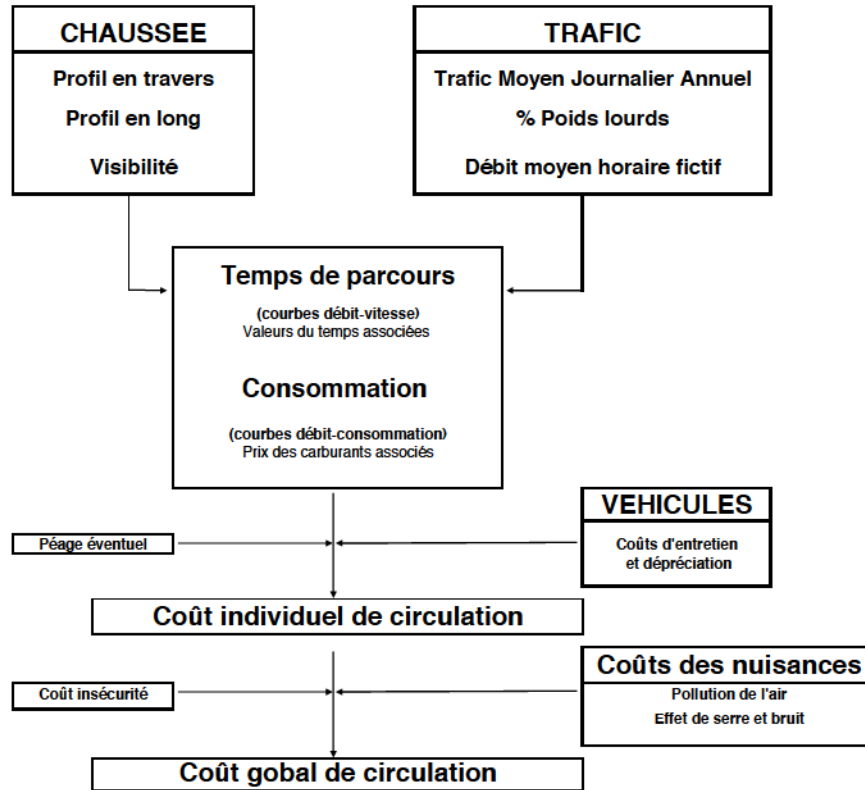 CHAUSSEE
Profil en travers
Profil en long
Visibilité
TRAFIC
Trafic Moyen Journalier Annuel
% Poids lourds
Débit moyen horaire fictif
Temps de parcours
(courbes débit-vitesse)
Valeurs du temps associées
Consommation
(courbes débit-consommation)
Prix des carburants associés
Péage éventuel
VEHICULES
Coûts d'entretien
et dépréciation
Coût individuel de circulation
Coût insécurité
Coûts des nuisances
Pollution de l'air
Effet de serre et bruit
Coût gobal de circulation